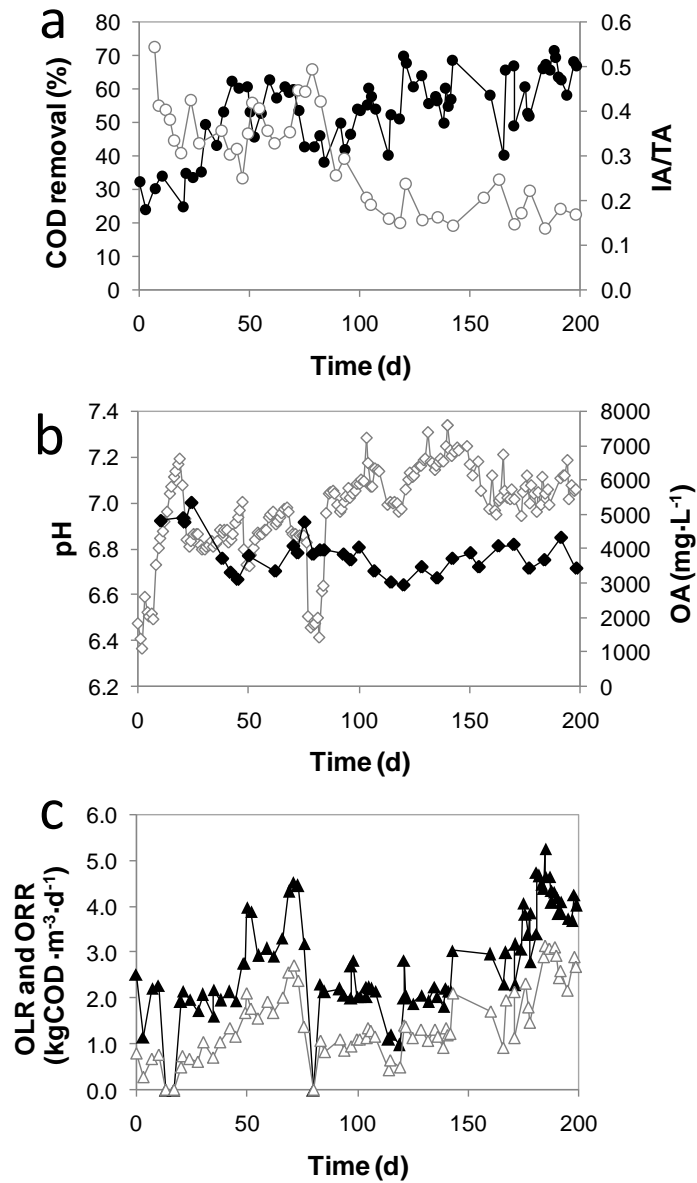 a
80
70
60
50
40
30
20
10
0
COD removal (%)
0.6
0.5
0.4
0.3
0.2
0.1
0.0
IA/TA
0 50 100 150 200
Time (d)
b
7.4
7.2
7.0
6.8
6.6
6.4
6.2
pH
8000
7000
6000
5000
4000
3000
2000
1000
0
OA (mg·L⁻¹)
0 50 100 150 200
Time (d)
c
6.0
5.0
4.0
3.0
2.0
1.0
0.0
OLR and ORR
(kgCOD·m⁻³·d⁻¹)
0 50 100 150 200
Time (d)